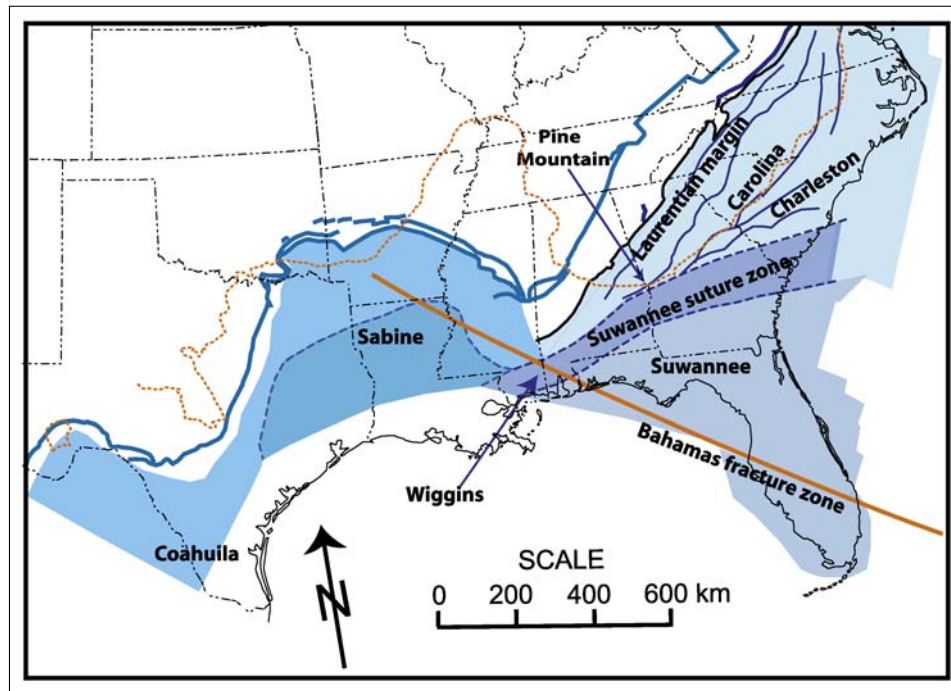 Pine
Mountain
Laurentian margin
Carolina
Charleston
Suwannee suture zone
Sabine
Suwannee
Bahamas fracture zone
Wiggins
Coahuila
N
SCALE
0 200 400 600 km